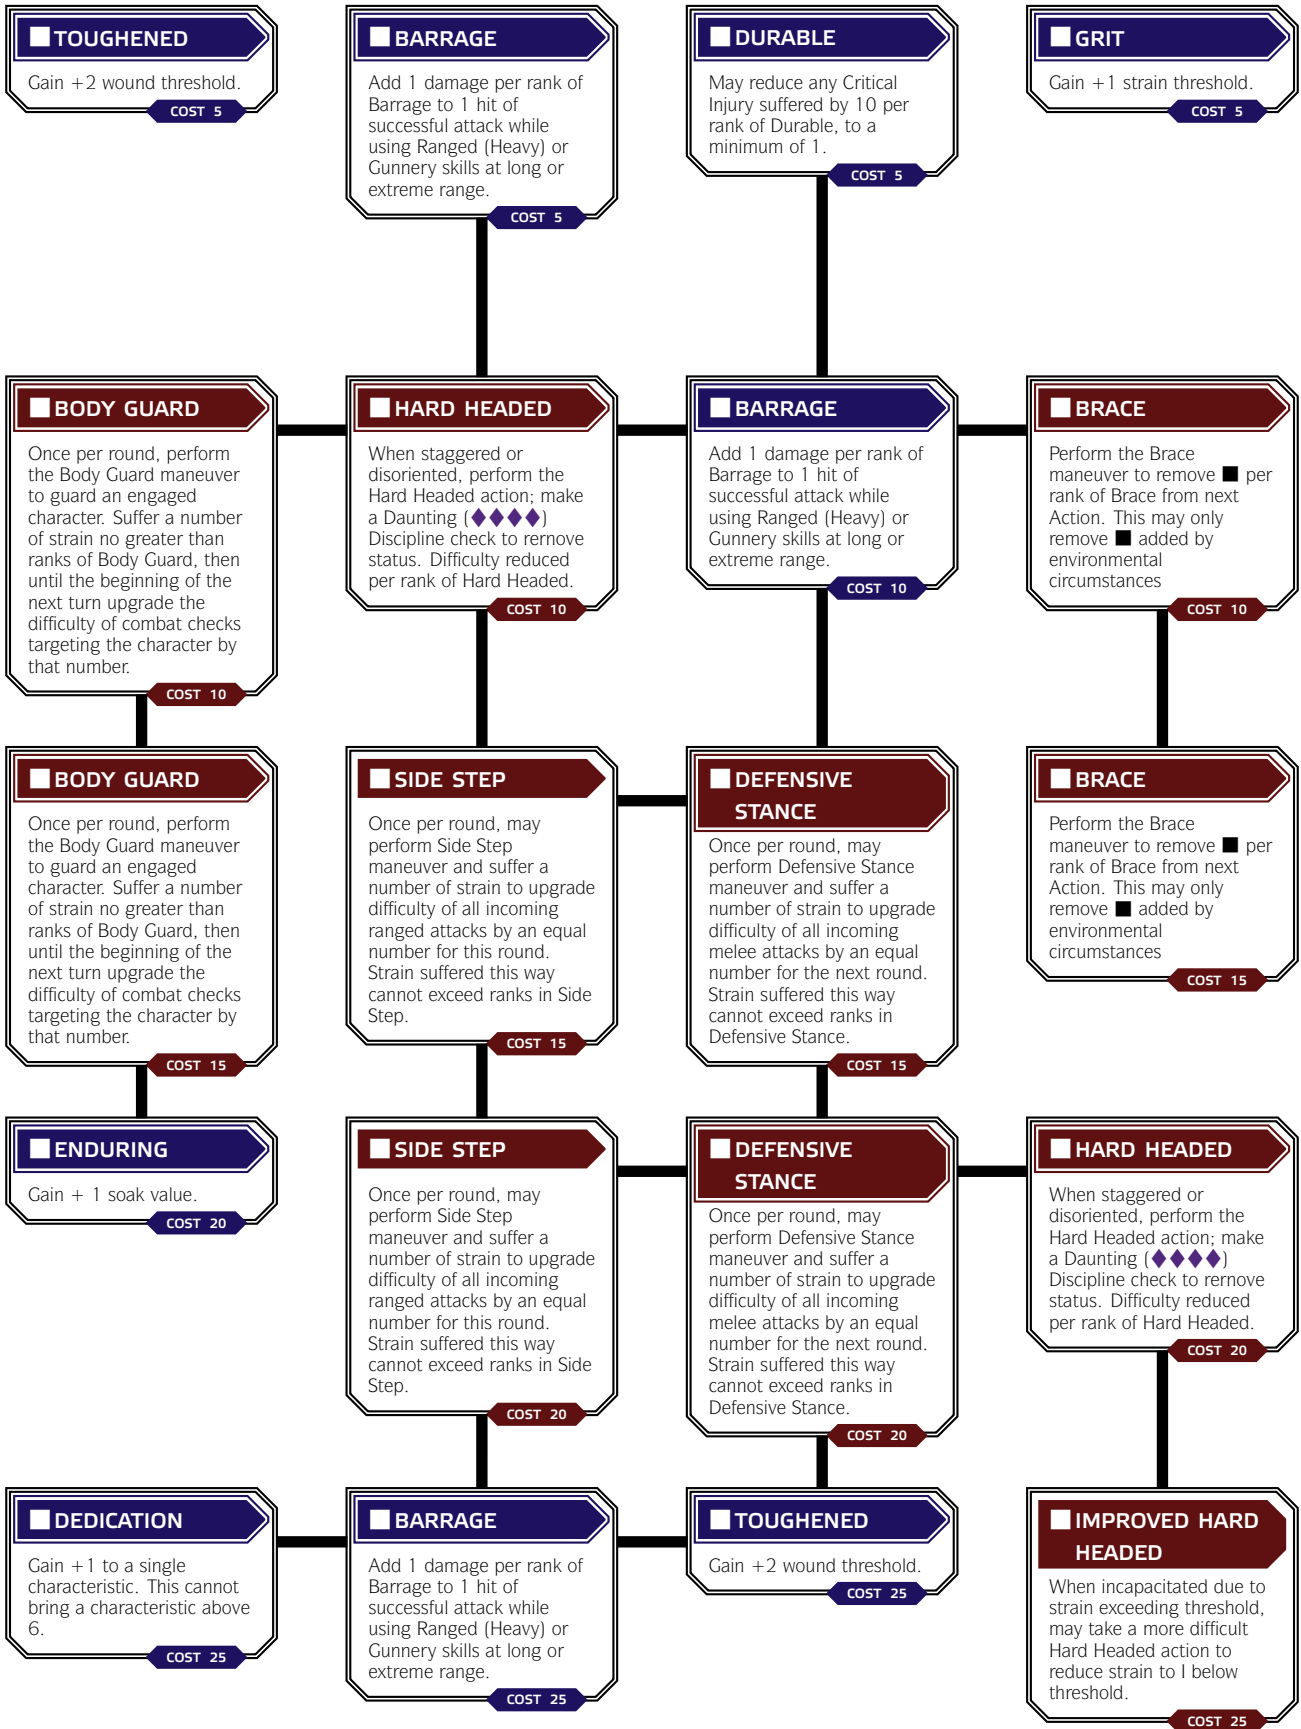 TOUGHENED
Gain +2 wound threshold.
COST 5
BARRAGE
Add 1 damage per rank of
Barrage to 1 hit of
successful attack while
using Ranged (Heavy) or
Gunnery skills at long or
extreme range.
COST 5
DURABLE
May reduce any Critical
Injury suffered by 10 per
rank of Durable, to a
minimum of 1.
COST 5
GRIT
Gain +1 strain threshold.
COST 5
BODY GUARD
Once per round, perform
the Body Guard maneuver
to guard an engaged
character. Suffer a number
of strain no greater than
ranks of Body Guard, then
until the beginning of the
next turn upgrade the
difficulty of combat checks
targeting the character by
that number.
COST 10
HARD HEADED
When staggered or
disoriented, perform the
Hard Headed action; make
a Daunting (◆◆◆◆)
Discipline check to rernove
status. Difficulty reduced
per rank of Hard Headed.
COST 10
BARRAGE
Add 1 damage per rank of
Barrage to 1 hit of
successful attack while
using Ranged (Heavy) or
Gunnery skills at long or
extreme range.
COST 10
BRACE
Perform the Brace
maneuver to remove ■ per
rank of Brace from next
Action. This may only
remove ■ added by
environmental
circumstances
COST 10
BODY GUARD
Once per round, perform
the Body Guard maneuver
to guard an engaged
character. Suffer a number
of strain no greater than
ranks of Body Guard, then
until the beginning of the
next turn upgrade the
difficulty of combat checks
targeting the character by
that number.
COST 15
SIDE STEP
Once per round, may
perform Side Step
maneuver and suffer a
number of strain to upgrade
difficulty of all incoming
ranged attacks by an equal
number for this round.
Strain suffered this way
cannot exceed ranks in Side
Step.
COST 15
DEFENSIVE
STANCE
Once per round, may
perform Defensive Stance
maneuver and suffer a
number of strain to upgrade
difficulty of all incoming
melee attacks by an equal
number for the next round.
Strain suffered this way
cannot exceed ranks in
Defensive Stance.
COST 15
BRACE
Perform the Brace
maneuver to remove ■ per
rank of Brace from next
Action. This may only
remove ■ added by
environmental
circumstances
COST 15
ENDURING
Gain + 1 soak value.
COST 20
SIDE STEP
Once per round, may
perform Side Step
maneuver and suffer a
number of strain to upgrade
difficulty of all incoming
ranged attacks by an equal
number for this round.
Strain suffered this way
cannot exceed ranks in Side
Step.
COST 20
DEFENSIVE
STANCE
Once per round, may
perform Defensive Stance
maneuver and suffer a
number of strain to upgrade
difficulty of all incoming
melee attacks by an equal
number for the next round.
Strain suffered this way
cannot exceed ranks in
Defensive Stance.
COST 20
HARD HEADED
When staggered or
disoriented, perform the
Hard Headed action; make
a Daunting (◆◆◆◆)
Discipline check to rernove
status. Difficulty reduced
per rank of Hard Headed.
COST 20
DEDICATION
Gain +1 to a single
characteristic. This cannot
bring a characteristic above
6.
COST 25
BARRAGE
Add 1 damage per rank of
Barrage to 1 hit of
successful attack while
using Ranged (Heavy) or
Gunnery skills at long or
extreme range.
COST 25
TOUGHENED
Gain +2 wound threshold.
COST 25
IMPROVED HARD
HEADED
When incapacitated due to
strain exceeding threshold,
may take a more difficult
Hard Headed action to
reduce strain to I below
threshold.
COST 25